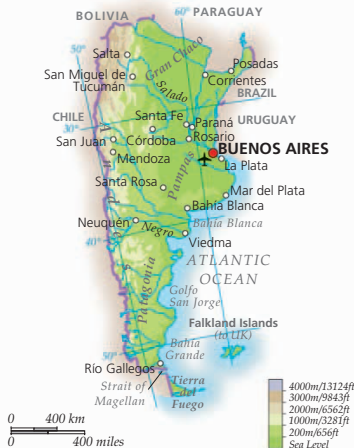 BOLIVIA
60°
PARAGUAY
50°
Salta
Gran Chaco
Posadas
San Miguel de
Tucumán
Salado
Corrientes
60°
BRAZIL
CHILE
30°
Santa Fe
Paraná
URUGUAY
San Juan
Córdoba
Rosario
Mendoza
BUENOS AIRES
La Plata
Andes
Pampas
Santa Rosa
Mar del Plata
Bahía Blanca
Neuquén
Negro
Bahía Blanca
Viedma
40°
ATLANTIC
OCEAN
Patagonia
Golfo
San Jorge
Falkland Islands
(to UK)
Bahía
Grande
50°
Río Gallegos
Strait of
Magellan
Tierra
del
Fuego
4000m/13124ft
3000m/9843ft
2000m/6562ft
1000m/3281ft
200m/656ft
Sea Level
0 400 km
0 400 miles